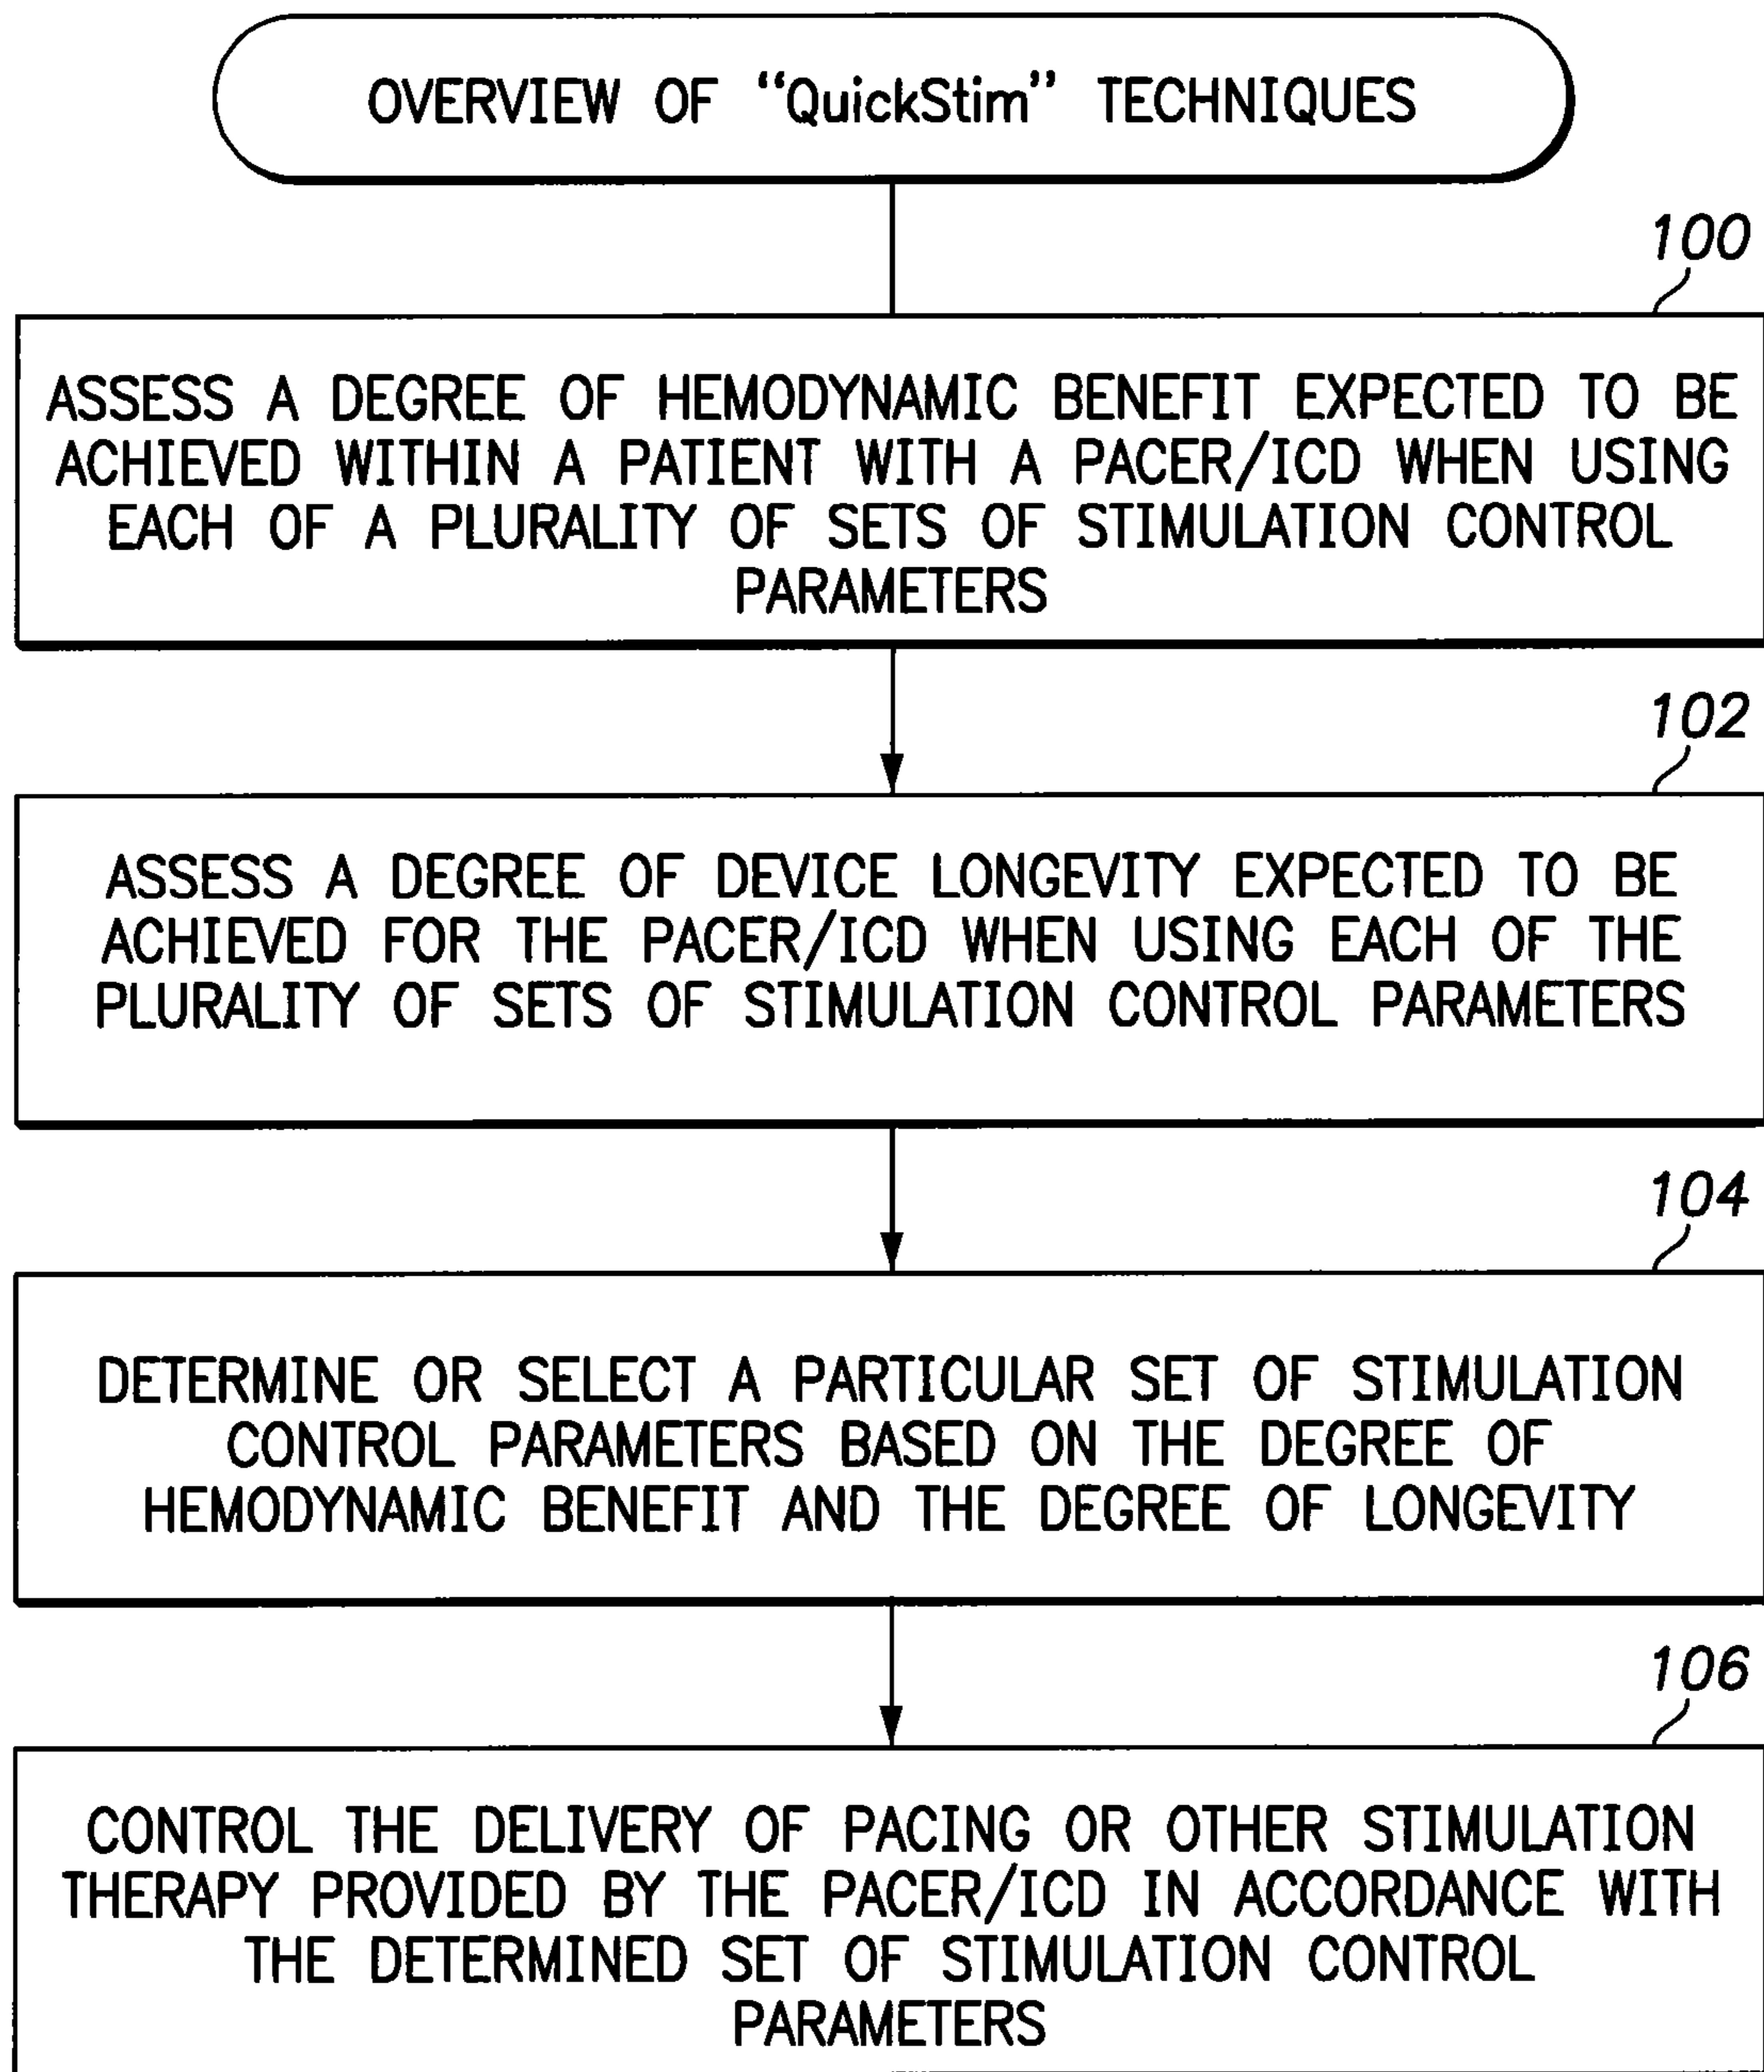 OVERVIEW OF “QuickStim” TECHNIQUES
100
ASSESS A DEGREE OF HEMODYNAMIC BENEFIT EXPECTED TO BE
ACHIEVED WITHIN A PATIENT WITH A PACER/ICD WHEN USING
EACH OF A PLURALITY OF SETS OF STIMULATION CONTROL
PARAMETERS
102
ASSESS A DEGREE OF DEVICE LONGEVITY EXPECTED TO BE
ACHIEVED FOR THE PACER/ICD WHEN USING EACH OF THE
PLURALITY OF SETS OF STIMULATION CONTROL PARAMETERS
104
DETERMINE OR SELECT A PARTICULAR SET OF STIMULATION
CONTROL PARAMETERS BASED ON THE DEGREE OF
HEMODYNAMIC BENEFIT AND THE DEGREE OF LONGEVITY
106
CONTROL THE DELIVERY OF PACING OR OTHER STIMULATION
THERAPY PROVIDED BY THE PACER/ICD IN ACCORDANCE WITH
THE DETERMINED SET OF STIMULATION CONTROL
PARAMETERS